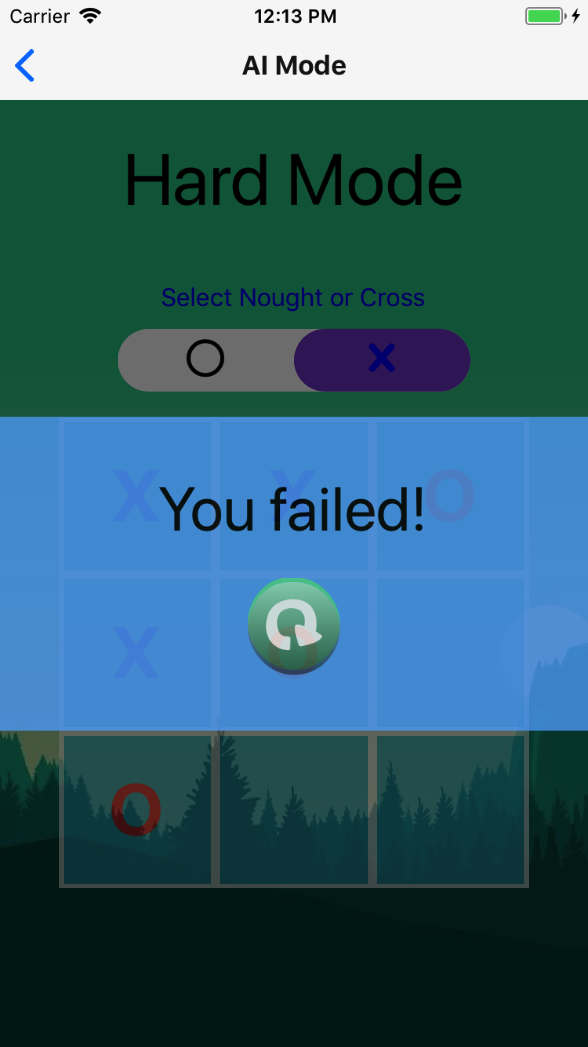 Carrier 12:13 PM
AI Mode
Hard Mode
Select Nought or Cross
O X
X X O
You failed!
X O
O